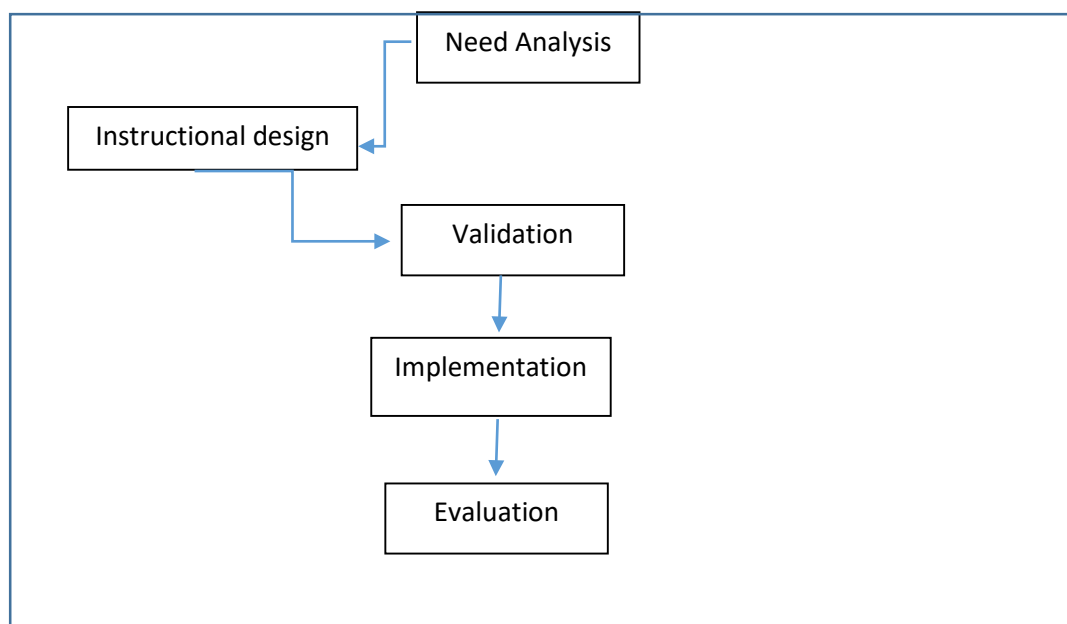 Need Analysis
Instructional design
Validation
Implementation
Evaluation